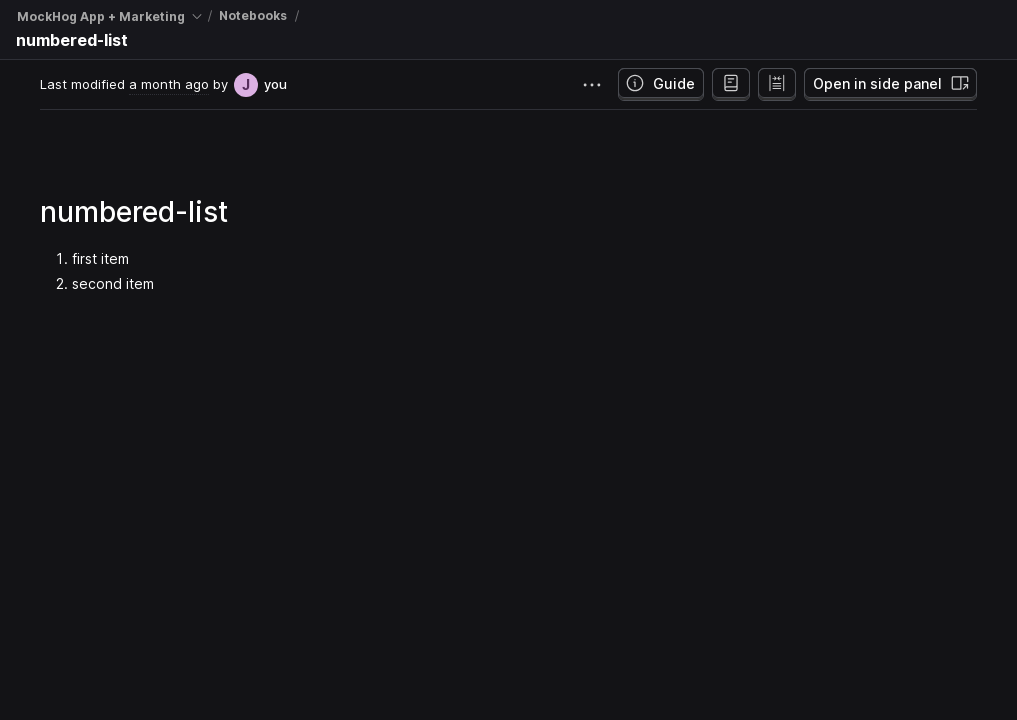 MockHog App + Marketing / Notebooks /
numbered-list
Last modified a month ago by J you
Guide
Open in side panel
numbered-list
1. first item
2. second item